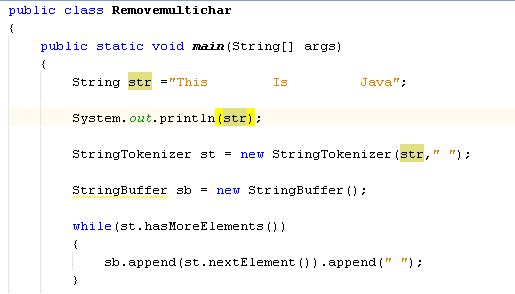 public class Removemultichar
{
    public static void main(String[] args)
    {
        String str ="This        Is         Java";
        System.out.println(str);
        StringTokenizer st = new StringTokenizer(str," ");
        StringBuffer sb = new StringBuffer();
        while(st.hasMoreElements())
        {
            sb.append(st.nextElement()).append(" ");
        }